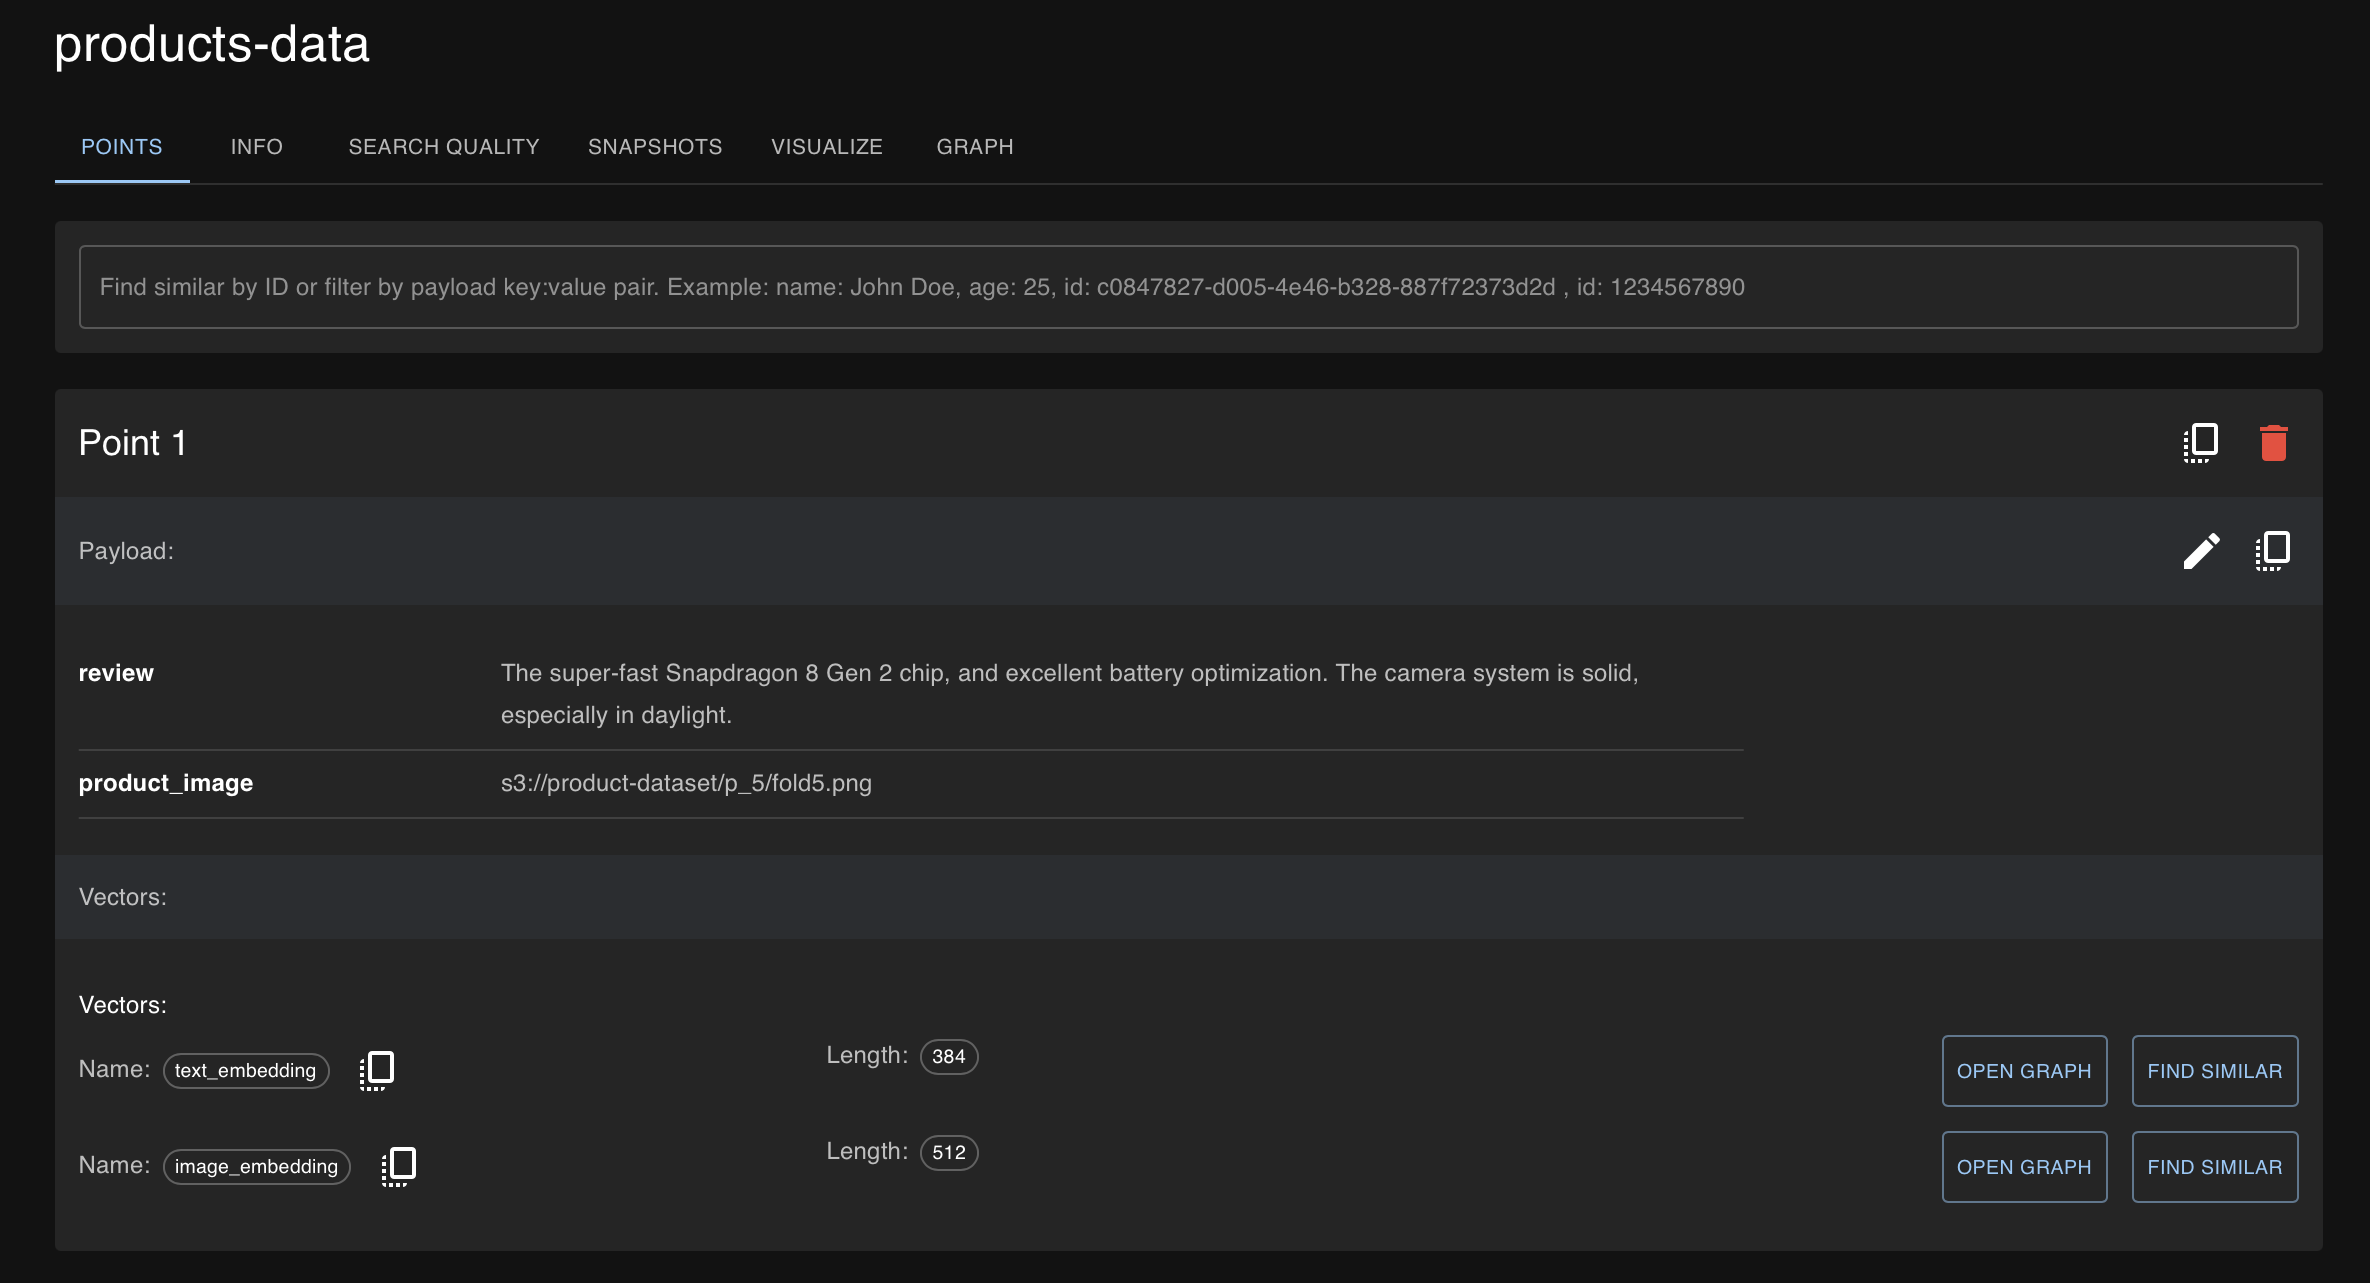 products-data
POINTS INFO SEARCH QUALITY SNAPSHOTS VISUALIZE GRAPH
Find similar by ID or filter by payload key:value pair. Example: name: John Doe, age: 25, id: c0847827-d005-4e46-b328-887f72373d2d , id: 1234567890
Point 1
Payload:
review The super-fast Snapdragon 8 Gen 2 chip, and excellent battery optimization. The camera system is solid,
especially in daylight.
product_image s3://product-dataset/p_5/fold5.png
Vectors:
Vectors:
Name: text_embedding Length: 384 OPEN GRAPH FIND SIMILAR
Name: image_embedding Length: 512 OPEN GRAPH FIND SIMILAR